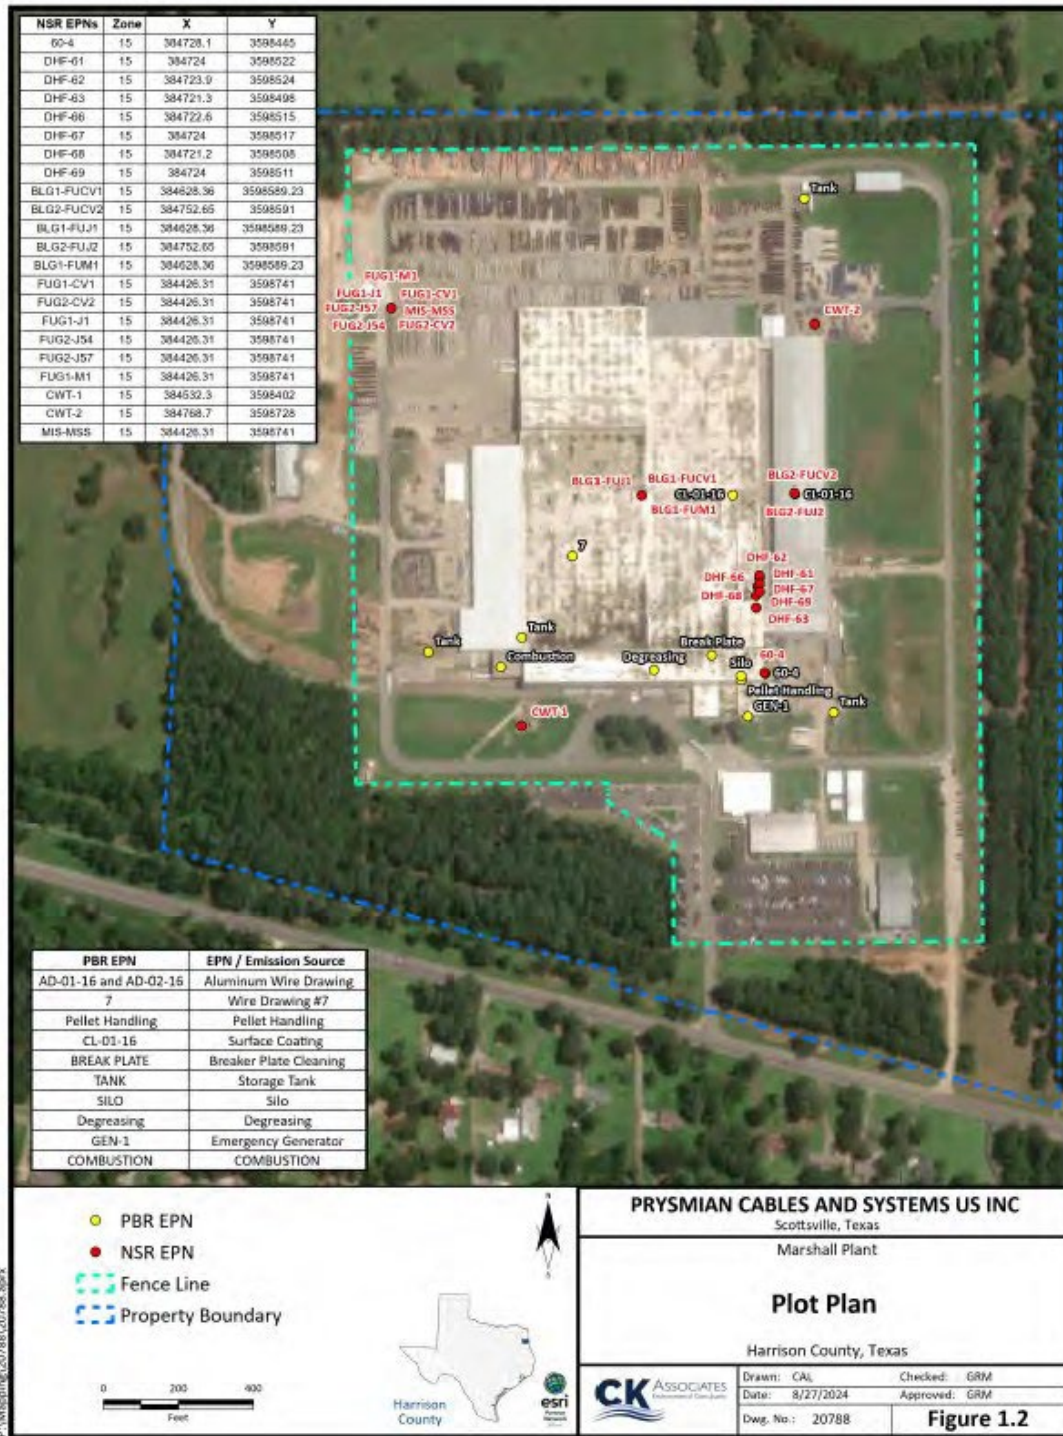 NSR EPNs Zone X Y
60-4 15 384728.1 3598445
DHF-61 15 384724 3598522
DHF-62 15 384723.9 3598524
DHF-63 15 384721.3 3598498
DHF-66 15 384722.6 3598515
DHF-67 15 384724 3598517
DHF-68 15 384721.2 3598508
DHF-69 15 384724 3598511
BLG1-FUCV1 15 384628.36 3598589.23
BLG2-FUCV2 15 384752.65 3598591
BLG1-FUJ1 15 384628.36 3598589.23
BLG2-FUJ2 15 384752.65 3598591
BLG1-FUM1 15 384628.36 3598589.23
FUG1-CV1 15 384426.31 3598741
FUG2-CV2 15 384426.31 3598741
FUG1-J1 15 384426.31 3598741
FUG2-J54 15 384426.31 3598741
FUG2-J57 15 384426.31 3598741
FUG1-M1 15 384426.31 3598741
CWT-1 15 384532.3 3598402
CWT-2 15 384768.7 3598728
MIS-MSS 15 384426.31 3598741
Tank
FUG1-M1
FUG1-J1 FUG1-CV1
FUG2-J57 MIS-MSS
FUG2-J54 FUG2-CV2
CWT-2
BLG1-FUJ1 BLG1-FUCV1
CL-01-16
BLG1-FUM1
BLG2-FUCV2
CL-01-16
BLG2-FUJ2
7
DHF-62
DHF-66 DHF-61
DHF-67
DHF-68 DHF-69
DHF-63
Tank
Tank
Combustion
Degreasing
Break Plate
60-4
Silo
60-4
Pellet Handling
GEN-1
Tank
CWT-1
PBR EPN EPN / Emission Source
AD-01-16 and AD-02-16 Aluminum Wire Drawing
7 Wire Drawing #7
Pellet Handling Pellet Handling
CL-01-16 Surface Coating
BREAK PLATE Breaker Plate Cleaning
TANK Storage Tank
SILO Silo
Degreasing Degreasing
GEN-1 Emergency Generator
COMBUSTION COMBUSTION
PBR EPN
NSR EPN
Fence Line
Property Boundary
0 200 400
Feet
N
S
Harrison
County
esri
PRYSMIAN CABLES AND SYSTEMS US INC
Scottsville, Texas
Marshall Plant
Plot Plan
Harrison County, Texas
CK ASSOCIATES
Drawn: CAL Checked: GRM
Date: 8/27/2024 Approved: GRM
Dwg. No.: 20788
Figure 1.2